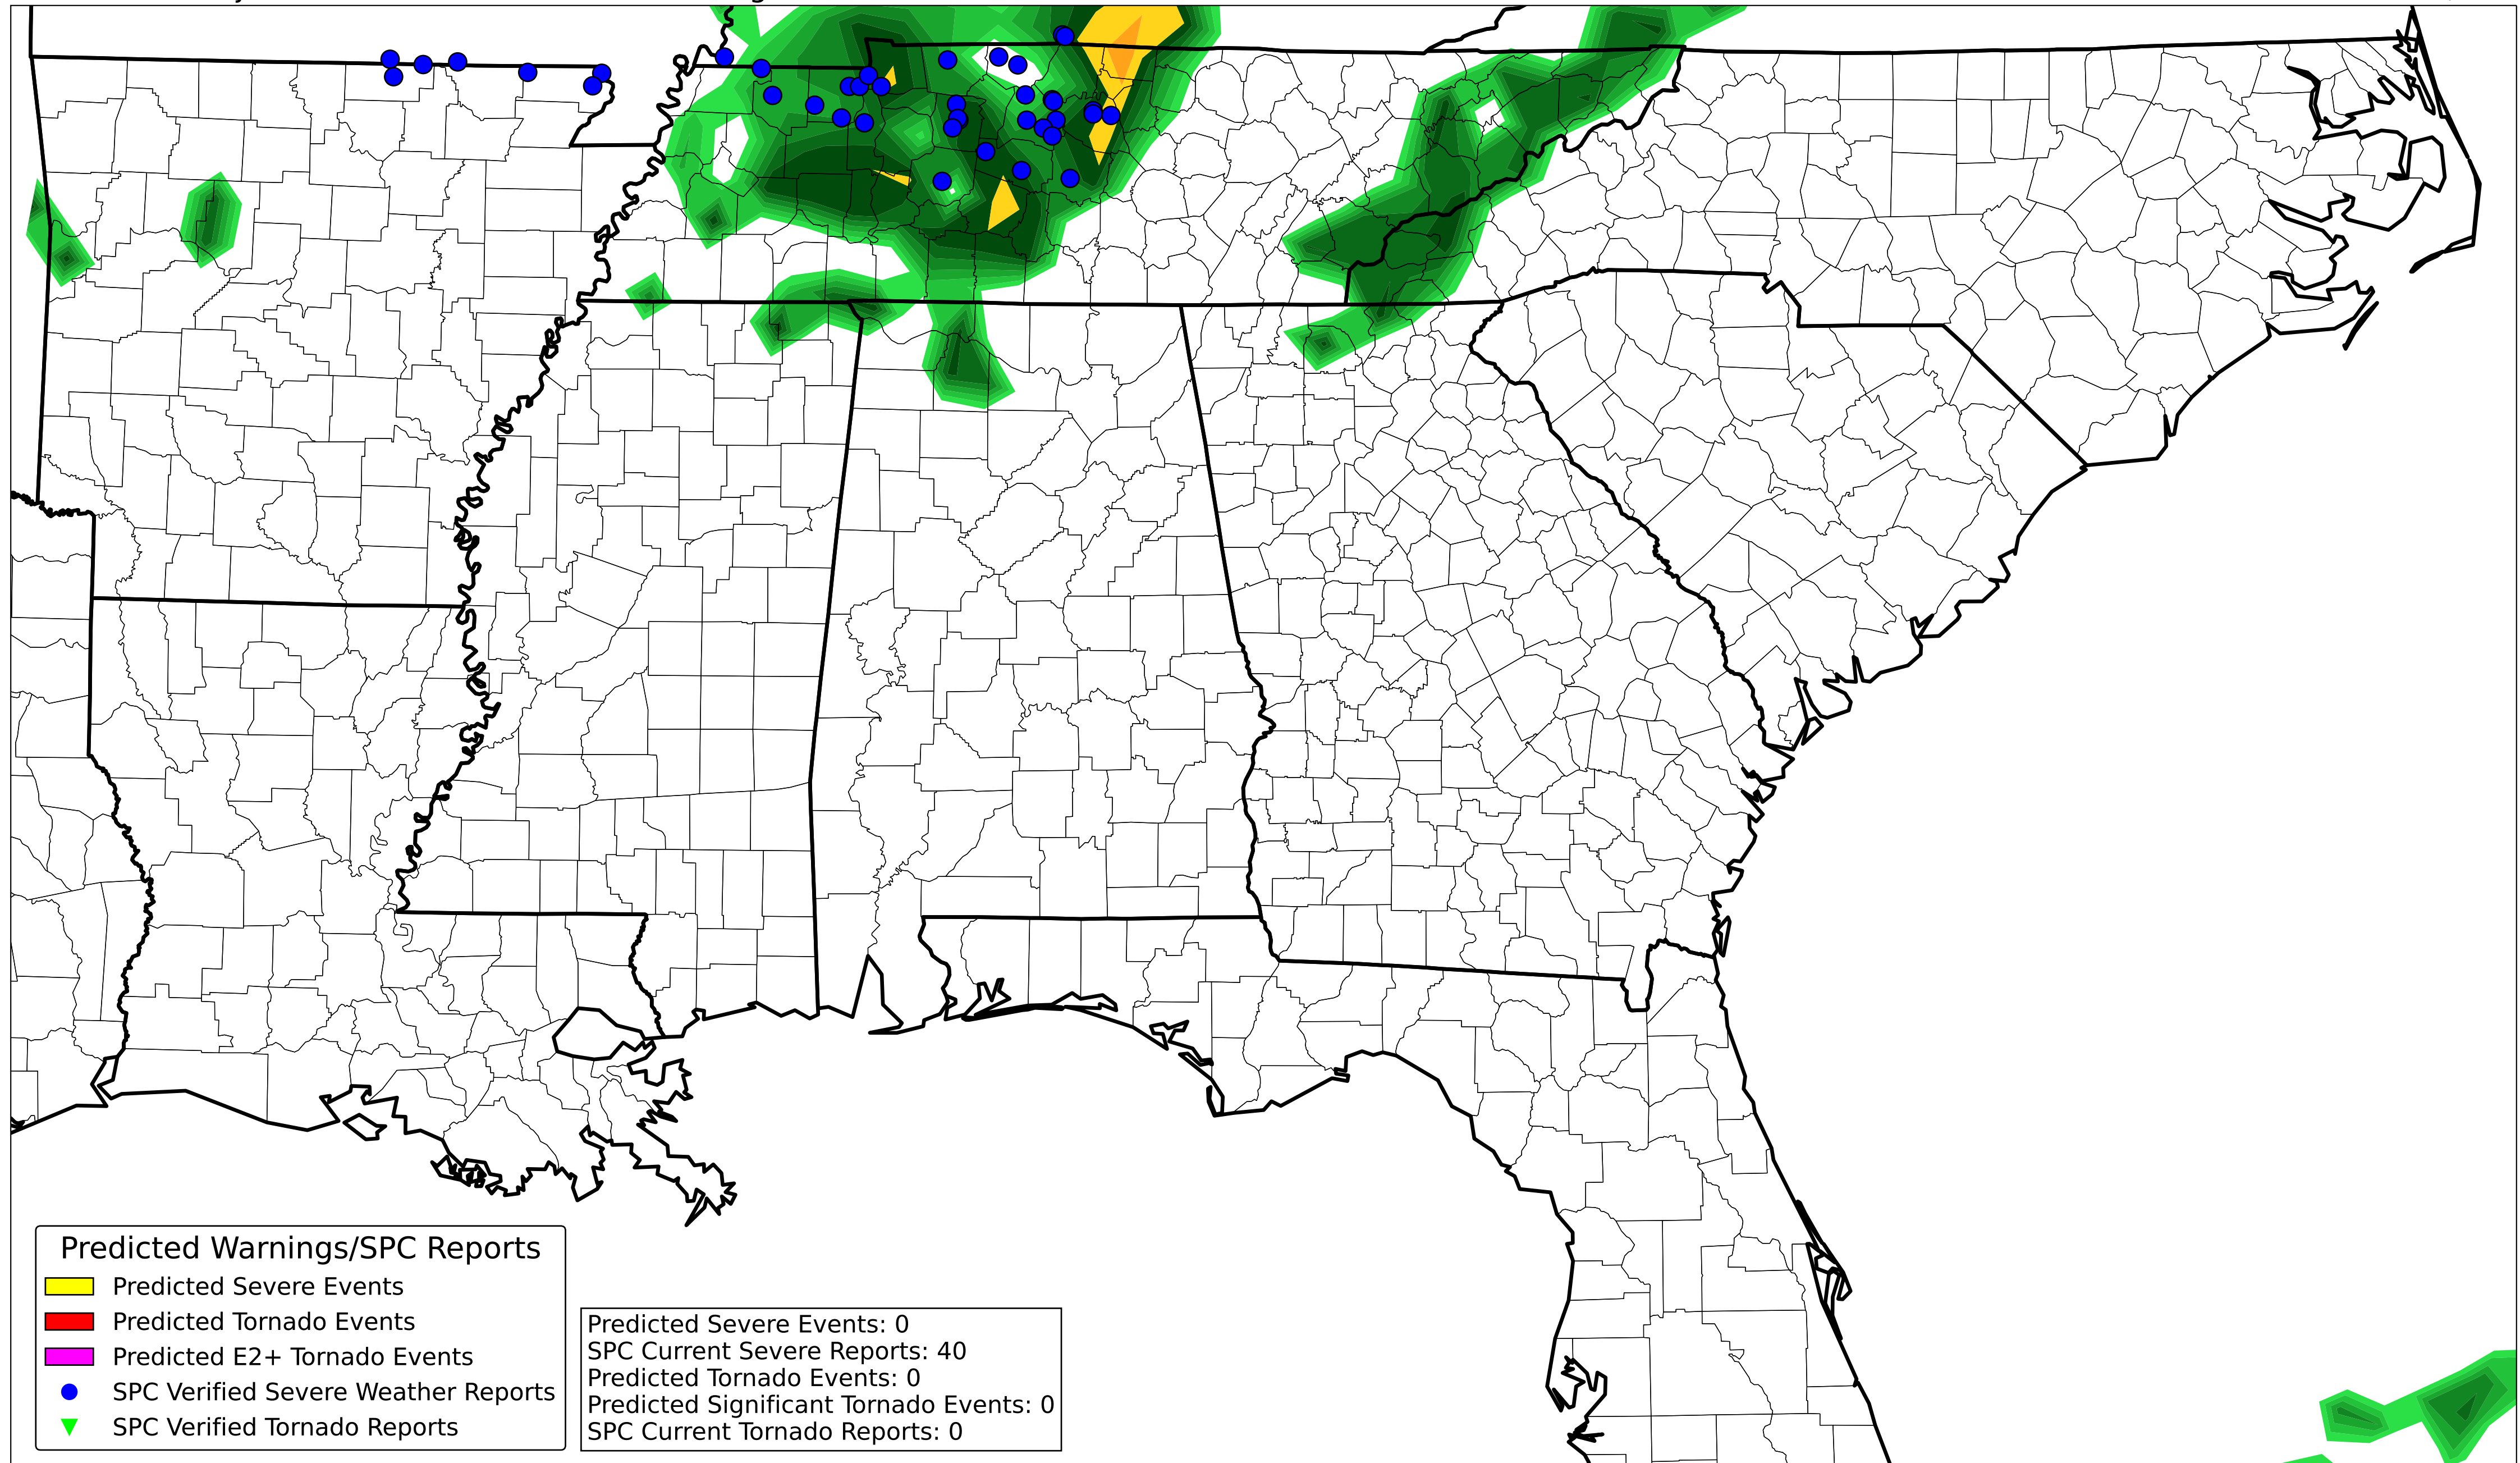 Predicted Warnings/SPC Reports
Predicted Severe Events
Predicted Tornado Events
Predicted E2+ Tornado Events
SPC Verified Severe Weather Reports
SPC Verified Tornado Reports
Predicted Severe Events: 0
SPC Current Severe Reports: 40
Predicted Tornado Events: 0
Predicted Significant Tornado Events: 0
SPC Current Tornado Reports: 0